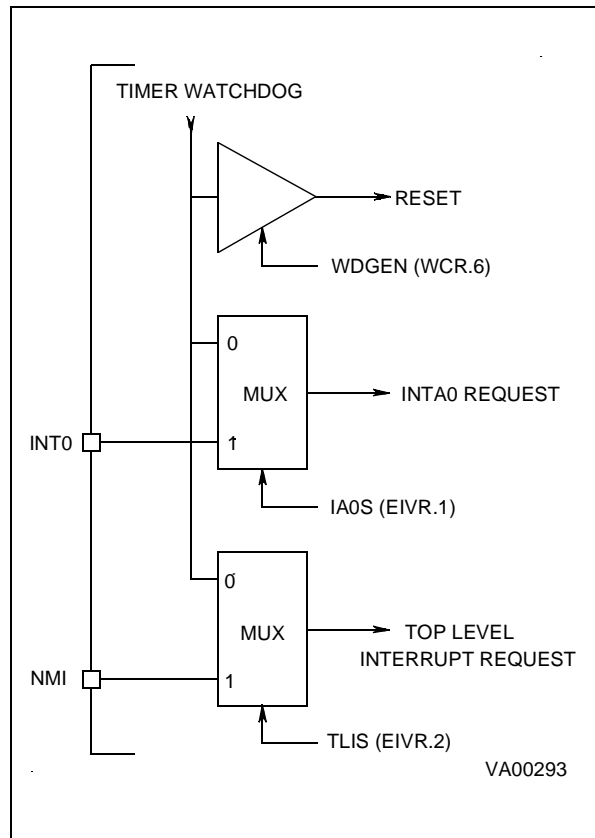 TIMER WATCHDOG
RESET
WDGEN (WCR.6)
0
MUX
INTA0 REQUEST
INT0
1
IA0S (EIVR.1)
0
MUX
TOP LEVEL
INTERRUPT REQUEST
NMI
1
TLIS (EIVR.2)
VA00293